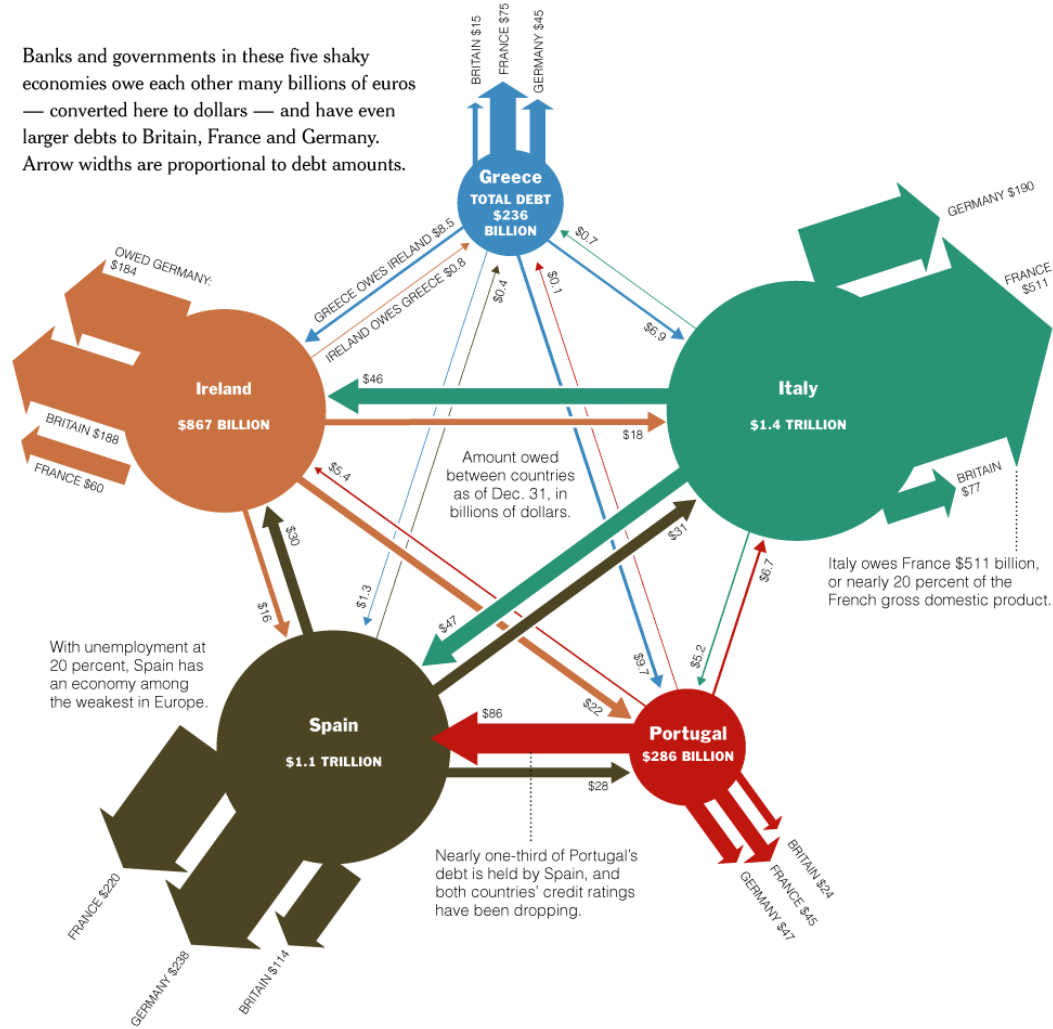 Banks and governments in these five shaky
economies owe each other many billions of euros
— converted here to dollars — and have even
larger debts to Britain, France and Germany.
Arrow widths are proportional to debt amounts.
BRITAIN $15
FRANCE $75
GERMANY $45
Greece
TOTAL DEBT
$236
BILLION
GREECE OWES IRELAND $8.5
IRELAND OWES GREECE $0.8
$0.4
$0.1
$0.7
$6.9
GERMANY $190
FRANCE
$511
OWED GERMANY:
$184
Ireland
$867 BILLION
BRITAIN $188
FRANCE $60
$46
$18
Italy
$1.4 TRILLION
BRITAIN
$77
Amount owed
between countries
as of Dec. 31, in
billions of dollars.
$5.4
$30
$16
$1.3
$31
$47
$6.7
$5.2
$9.7
$22
Italy owes France $511 billion,
or nearly 20 percent of the
French gross domestic product.
With unemployment at
20 percent, Spain has
an economy among
the weakest in Europe.
Spain
$1.1 TRILLION
$86
$28
Portugal
$286 BILLION
Nearly one-third of Portugal's
debt is held by Spain, and
both countries' credit ratings
have been dropping.
FRANCE $220
GERMANY $238
BRITAIN $114
BRITAIN $24
FRANCE $45
GERMANY $47